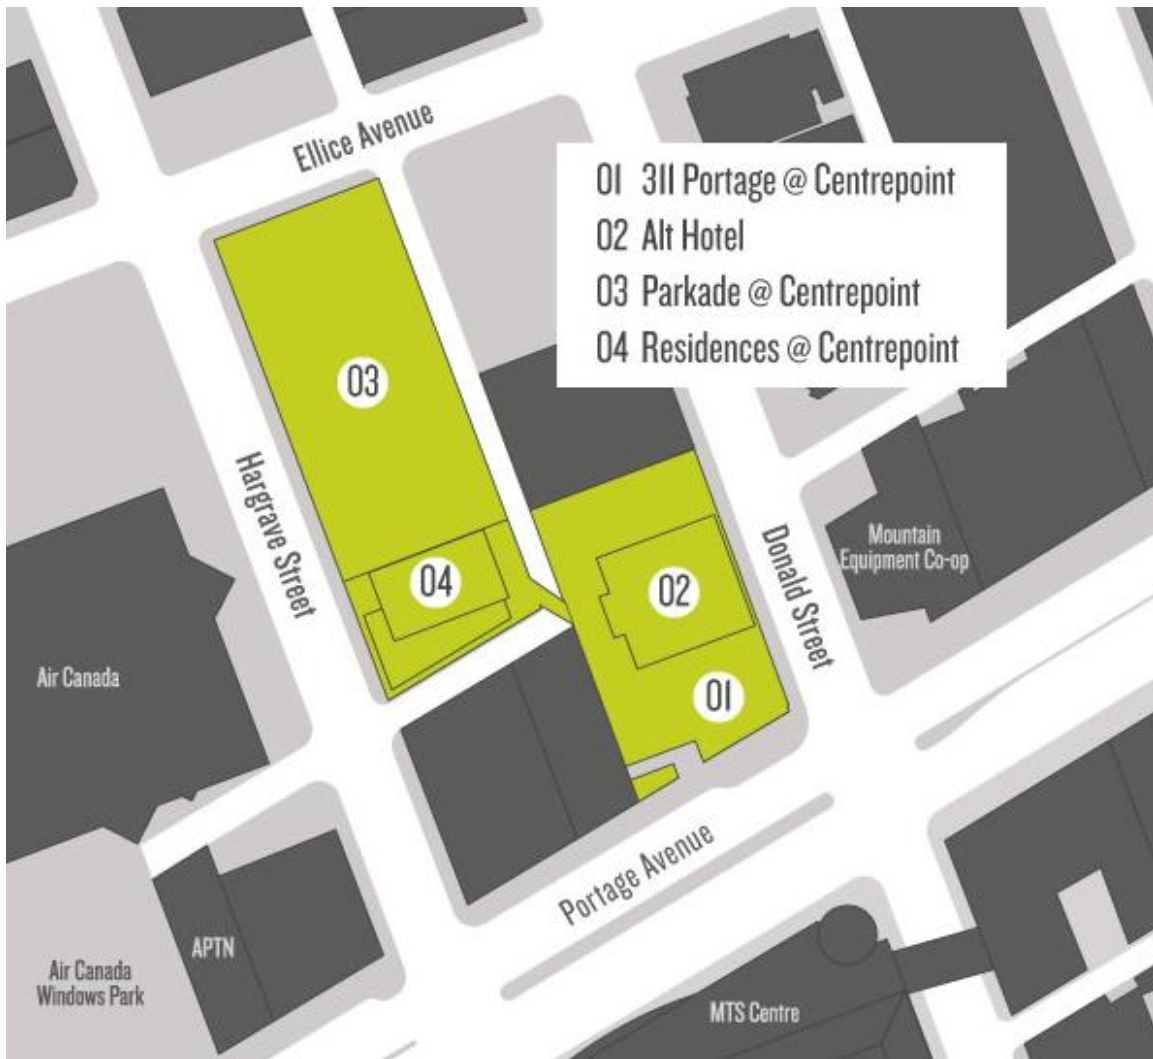 Ellice Avenue
01 311 Portage @ Centrepoint
02 Alt Hotel
03 Parkade @ Centrepoint
04 Residences @ Centrepoint
03
Hargrave Street
04
02
Donald Street
Mountain
Equipment Co-op
Air Canada
01
Portage Avenue
APTN
Air Canada
Windows Park
MTS Centre